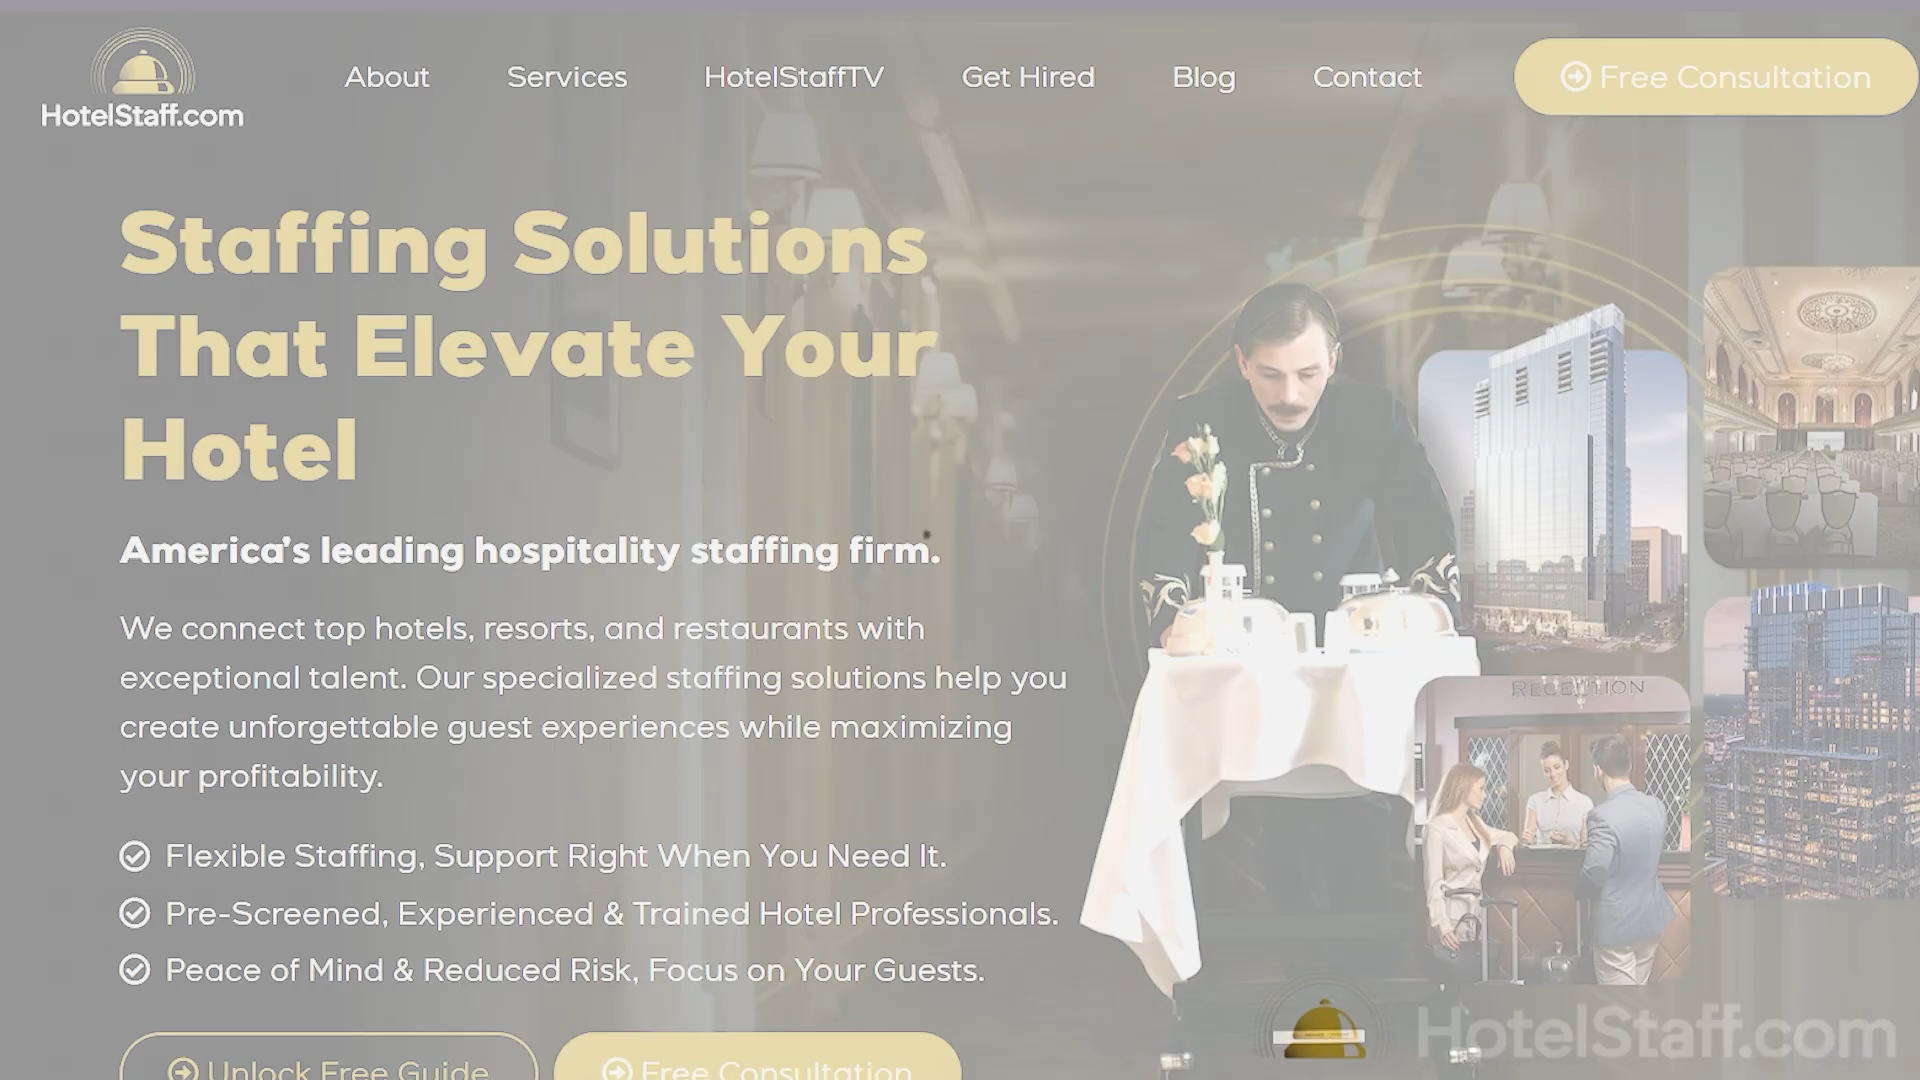 HotelStaff.com
About
Services
HotelStaffTV
Get Hired
Blog
Contact
Free Consultation
Staffing Solutions
That Elevate Your
Hotel
America's leading hospitality staffing firm.
We connect top hotels, resorts, and restaurants with
exceptional talent. Our specialized staffing solutions help you
create unforgettable guest experiences while maximizing
your profitability.
RECEPTION
Flexible Staffing, Support Right When You Need It.
Pre-Screened, Experienced & Trained Hotel Professionals.
Peace of Mind & Reduced Risk, Focus on Your Guests.
Unlock Free Guide
Free Consultation
HotelStaff.com